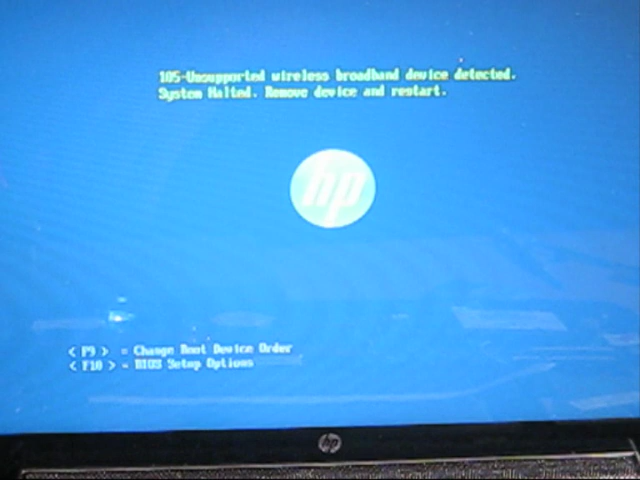 105-Unsupported wireless broadband device detected.
System Halted. Remove device and restart.
hp
< F9 > = Change Boot Device Order
< F10 > = BIOS Setup Options
hp